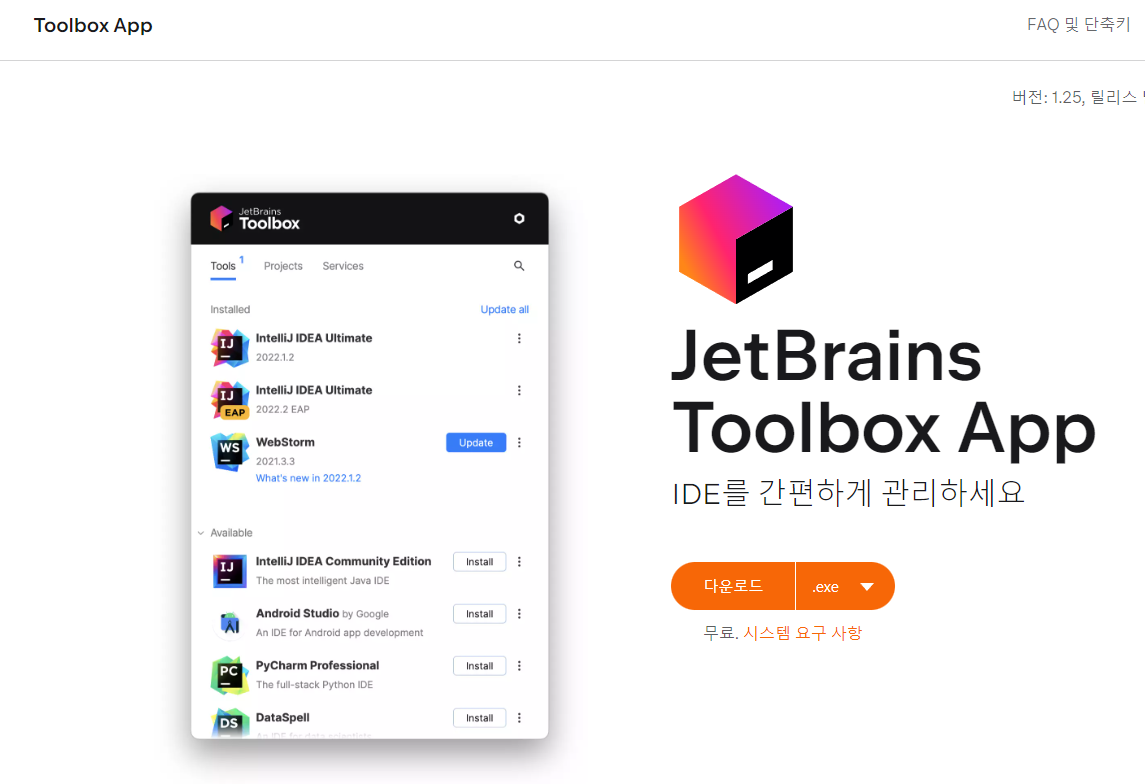 Toolbox App
FAQ 및 단축키
버전: 1.25, 릴리스
JetBrains
Toolbox
Tools 1
Projects
Services
Installed
Update all
IJ
IntelliJ IDEA Ultimate
2022.1.2
IJ
EAP
IntelliJ IDEA Ultimate
2022.2 EAP
WS
WebStorm
2021.3.3
What's new in 2022.1.2
Update
Available
IJ
IntelliJ IDEA Community Edition
The most intelligent Java IDE
Install
Android Studio by Google
An IDE for Android app development
Install
PC
PyCharm Professional
The full-stack Python IDE
Install
DS
DataSpell
An IDE for data scientists
Install
JetBrains
Toolbox App
IDE를 간편하게 관리하세요
다운로드
.exe
무료. 시스템 요구 사항